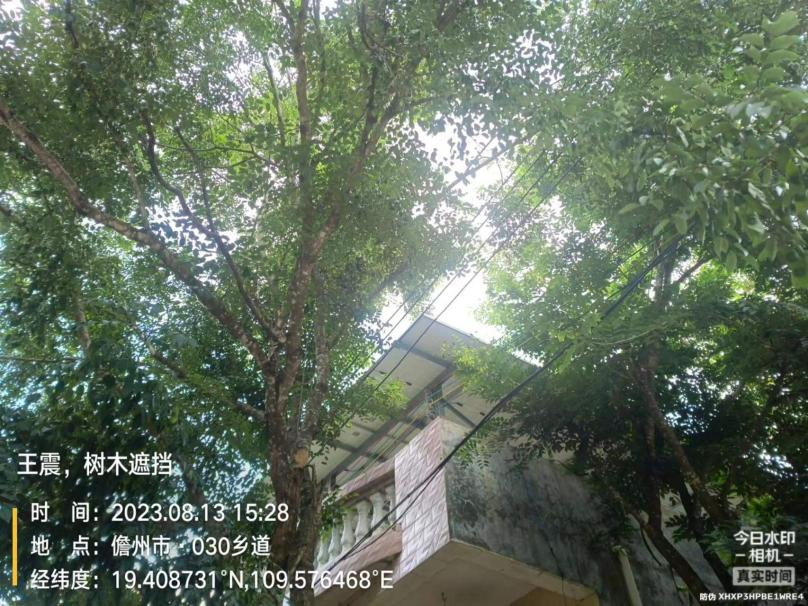 王震，树木遮挡
时 间：2023.08.13 15:28
地 点：儋州市 · 030乡道
经纬度：19.408731°N,109.576468°E
今日水印
-相机-
真实时间
防伪 XHXP3HPBE1WRE4